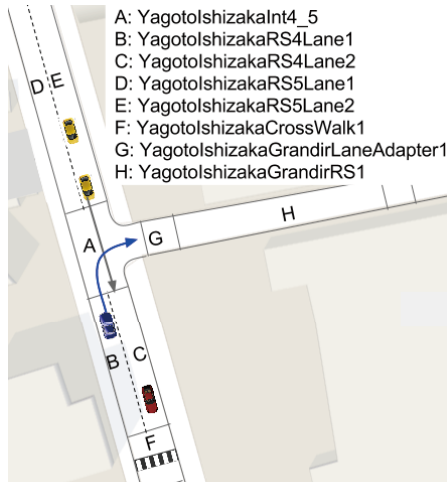 A: YagotoIshizakaInt4_5
B: YagotoIshizakaRS4Lane1
C: YagotoIshizakaRS4Lane2
D: YagotoIshizakaRS5Lane1
E: YagotoIshizakaRS5Lane2
F: YagotoIshizakaCrossWalk1
G: YagotoIshizakaGrandirLaneAdapter1
H: YagotoIshizakaGrandirRS1
D E
H
A G
B C
F